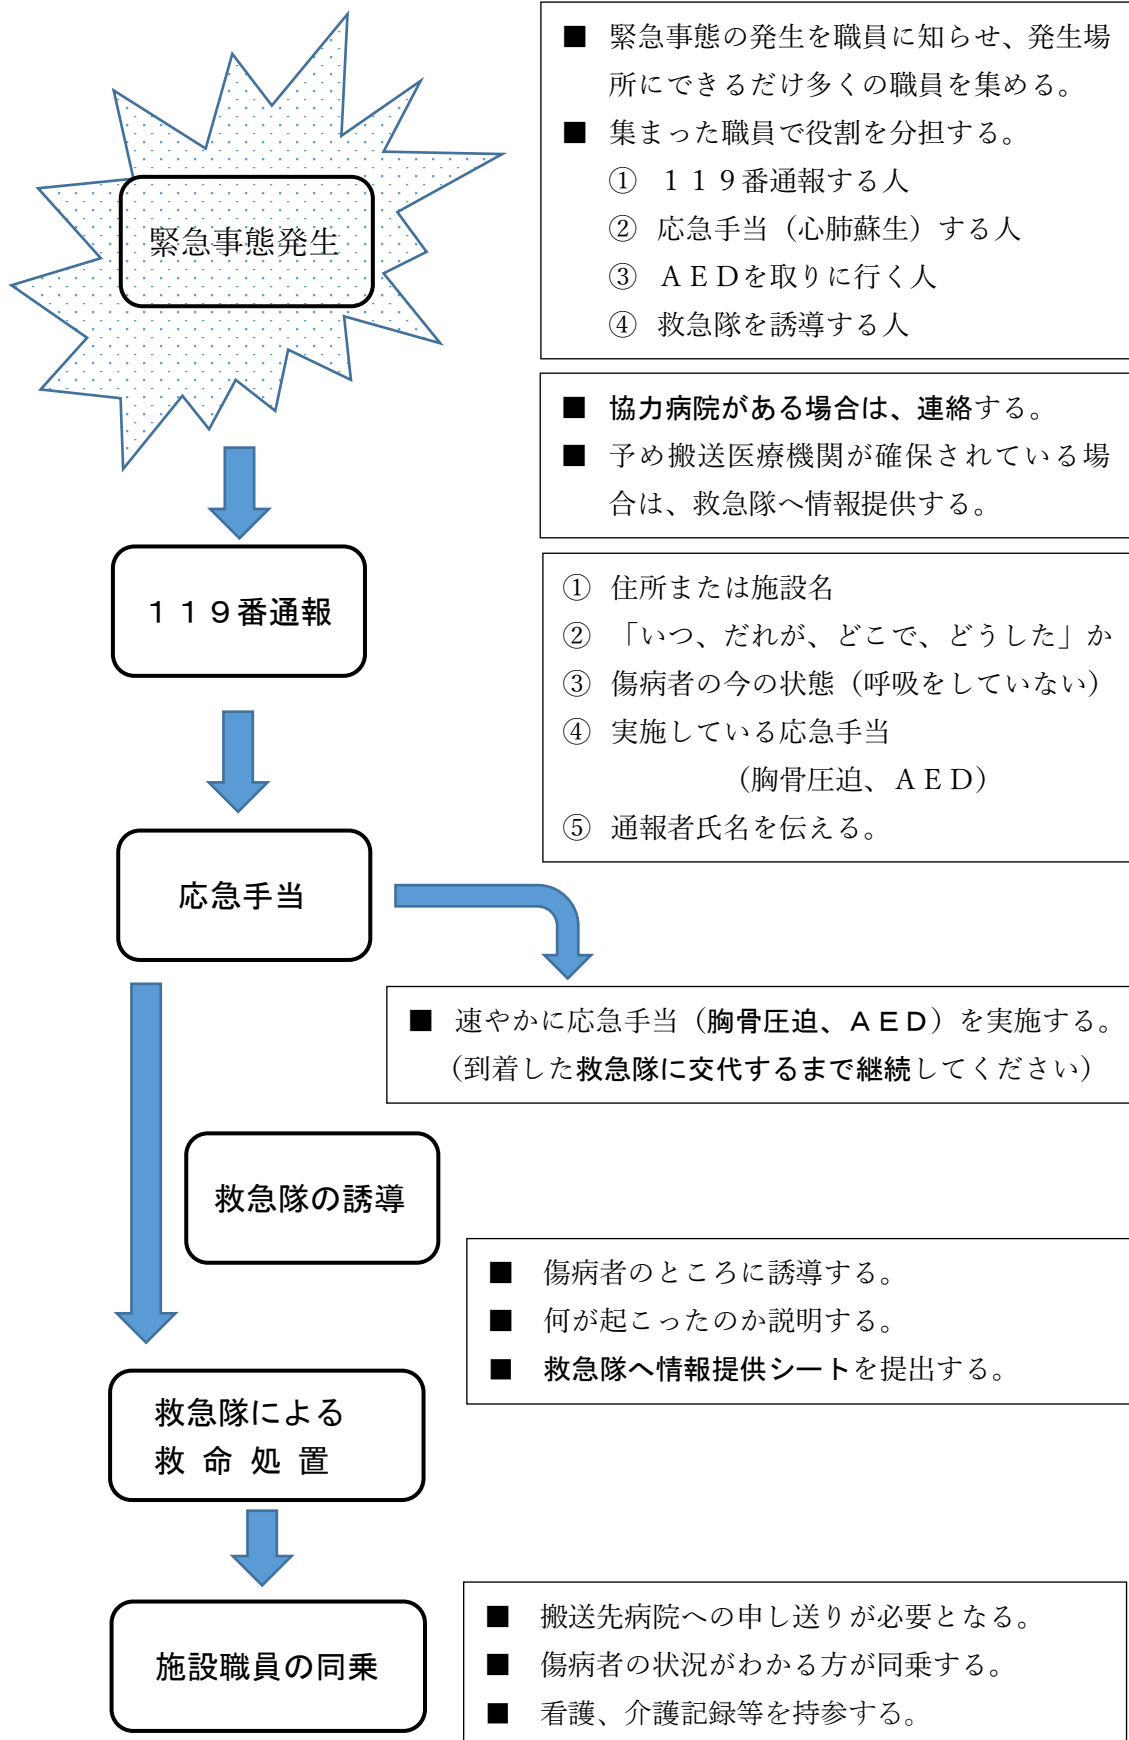 緊急事態発生
■ 緊急事態の発生を職員に知らせ、発生場
所にできるだけ多くの職員を集める。
■ 集まった職員で役割を分担する。
① １１９番通報する人
② 応急手当（心肺蘇生）する人
③ ＡＥＤを取りに行く人
④ 救急隊を誘導する人
■ 協力病院がある場合は、連絡する。
■ 予め搬送医療機関が確保されている場
合は、救急隊へ情報提供する。
１１９番通報
① 住所または施設名
② 「いつ、だれが、どこで、どうした」か
③ 傷病者の今の状態（呼吸をしていない）
④ 実施している応急手当
（胸骨圧迫、ＡＥＤ）
⑤ 通報者氏名を伝える。
応急手当
■ 速やかに応急手当（胸骨圧迫、ＡＥＤ）を実施する。
（到着した救急隊に交代するまで継続してください）
救急隊の誘導
■ 傷病者のところに誘導する。
■ 何が起こったのか説明する。
■ 救急隊へ情報提供シートを提出する。
救急隊による
救 命 処 置
施設職員の同乗
■ 搬送先病院への申し送りが必要となる。
■ 傷病者の状況がわかる方が同乗する。
■ 看護、介護記録等を持参する。